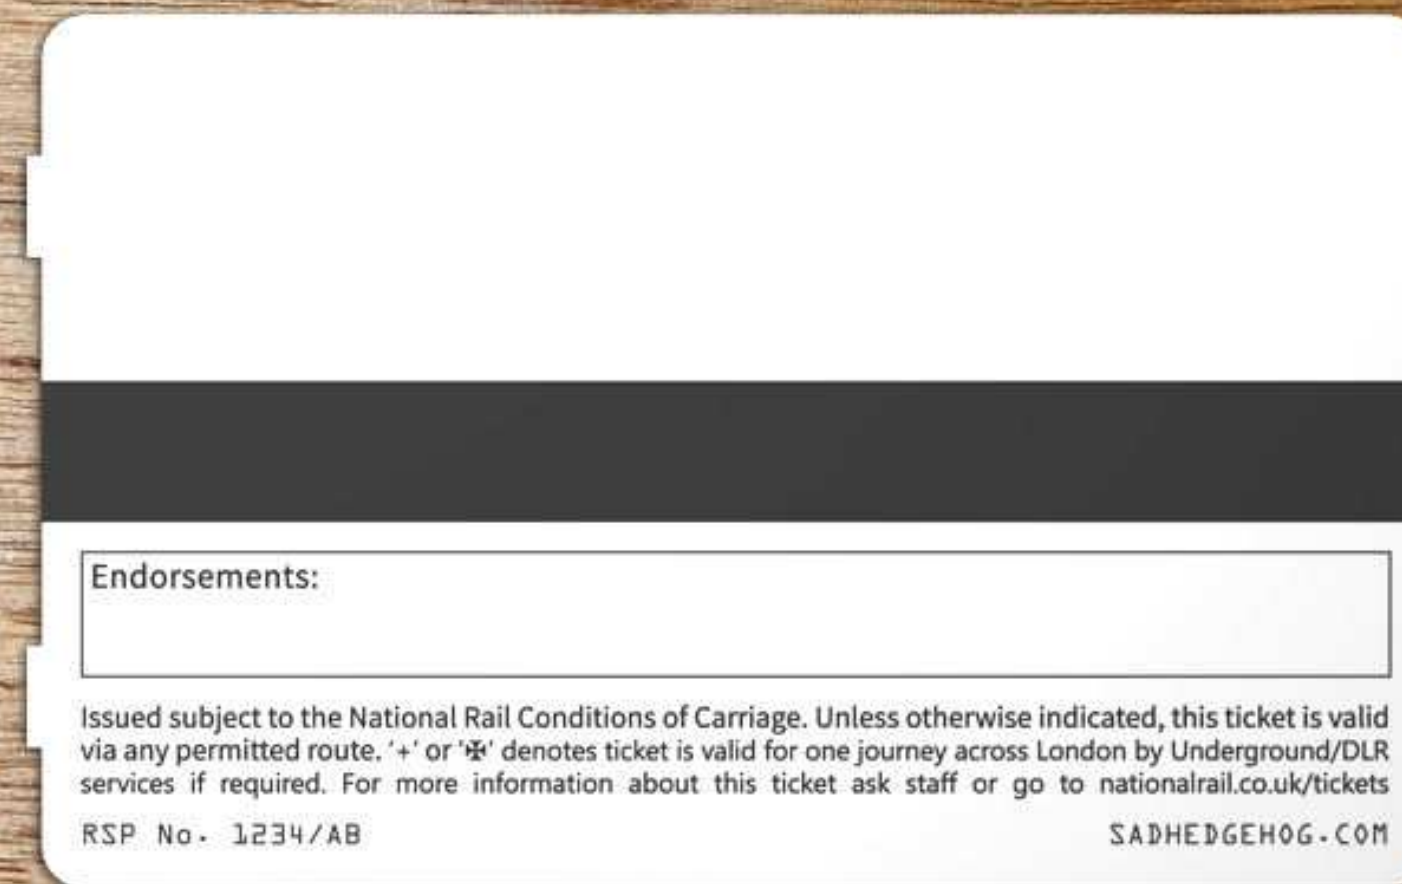 Endorsements:
Issued subject to the National Rail Conditions of Carriage. Unless otherwise indicated, this ticket is valid
via any permitted route. '+' or '✠' denotes ticket is valid for one journey across London by Underground/DLR
services if required. For more information about this ticket ask staff or go to nationalrail.co.uk/tickets
RSP No. 1234/AB
SADHEDGEHOG.COM